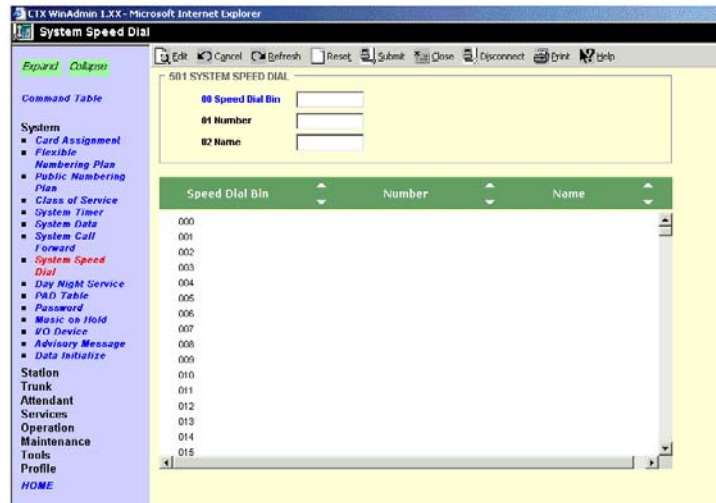 CTX WinAdmin 1.XX - Microsoft Internet Explorer
System Speed Dial
Edit Cancel Refresh Reset Submit Close Disconnect Print Help
Expand Collapse
Command Table
System
Card Assignment
Flexible
Numbering Plan
Public Numbering
Plan
Class of Service
System Timer
System Data
System Call
Forward
System Speed
Dial
Day Night Service
PAD Table
Password
Music on Hold
I/O Device
Advisory Message
Data Initialize
Station
Trunk
Attendant
Services
Operation
Maintenance
Tools
Profile
HOME
501 SYSTEM SPEED DIAL
00 Speed Dial Bin
01 Number
02 Name
Speed Dial Bin Number Name
000
001
002
003
004
005
006
007
008
009
010
011
012
013
014
015